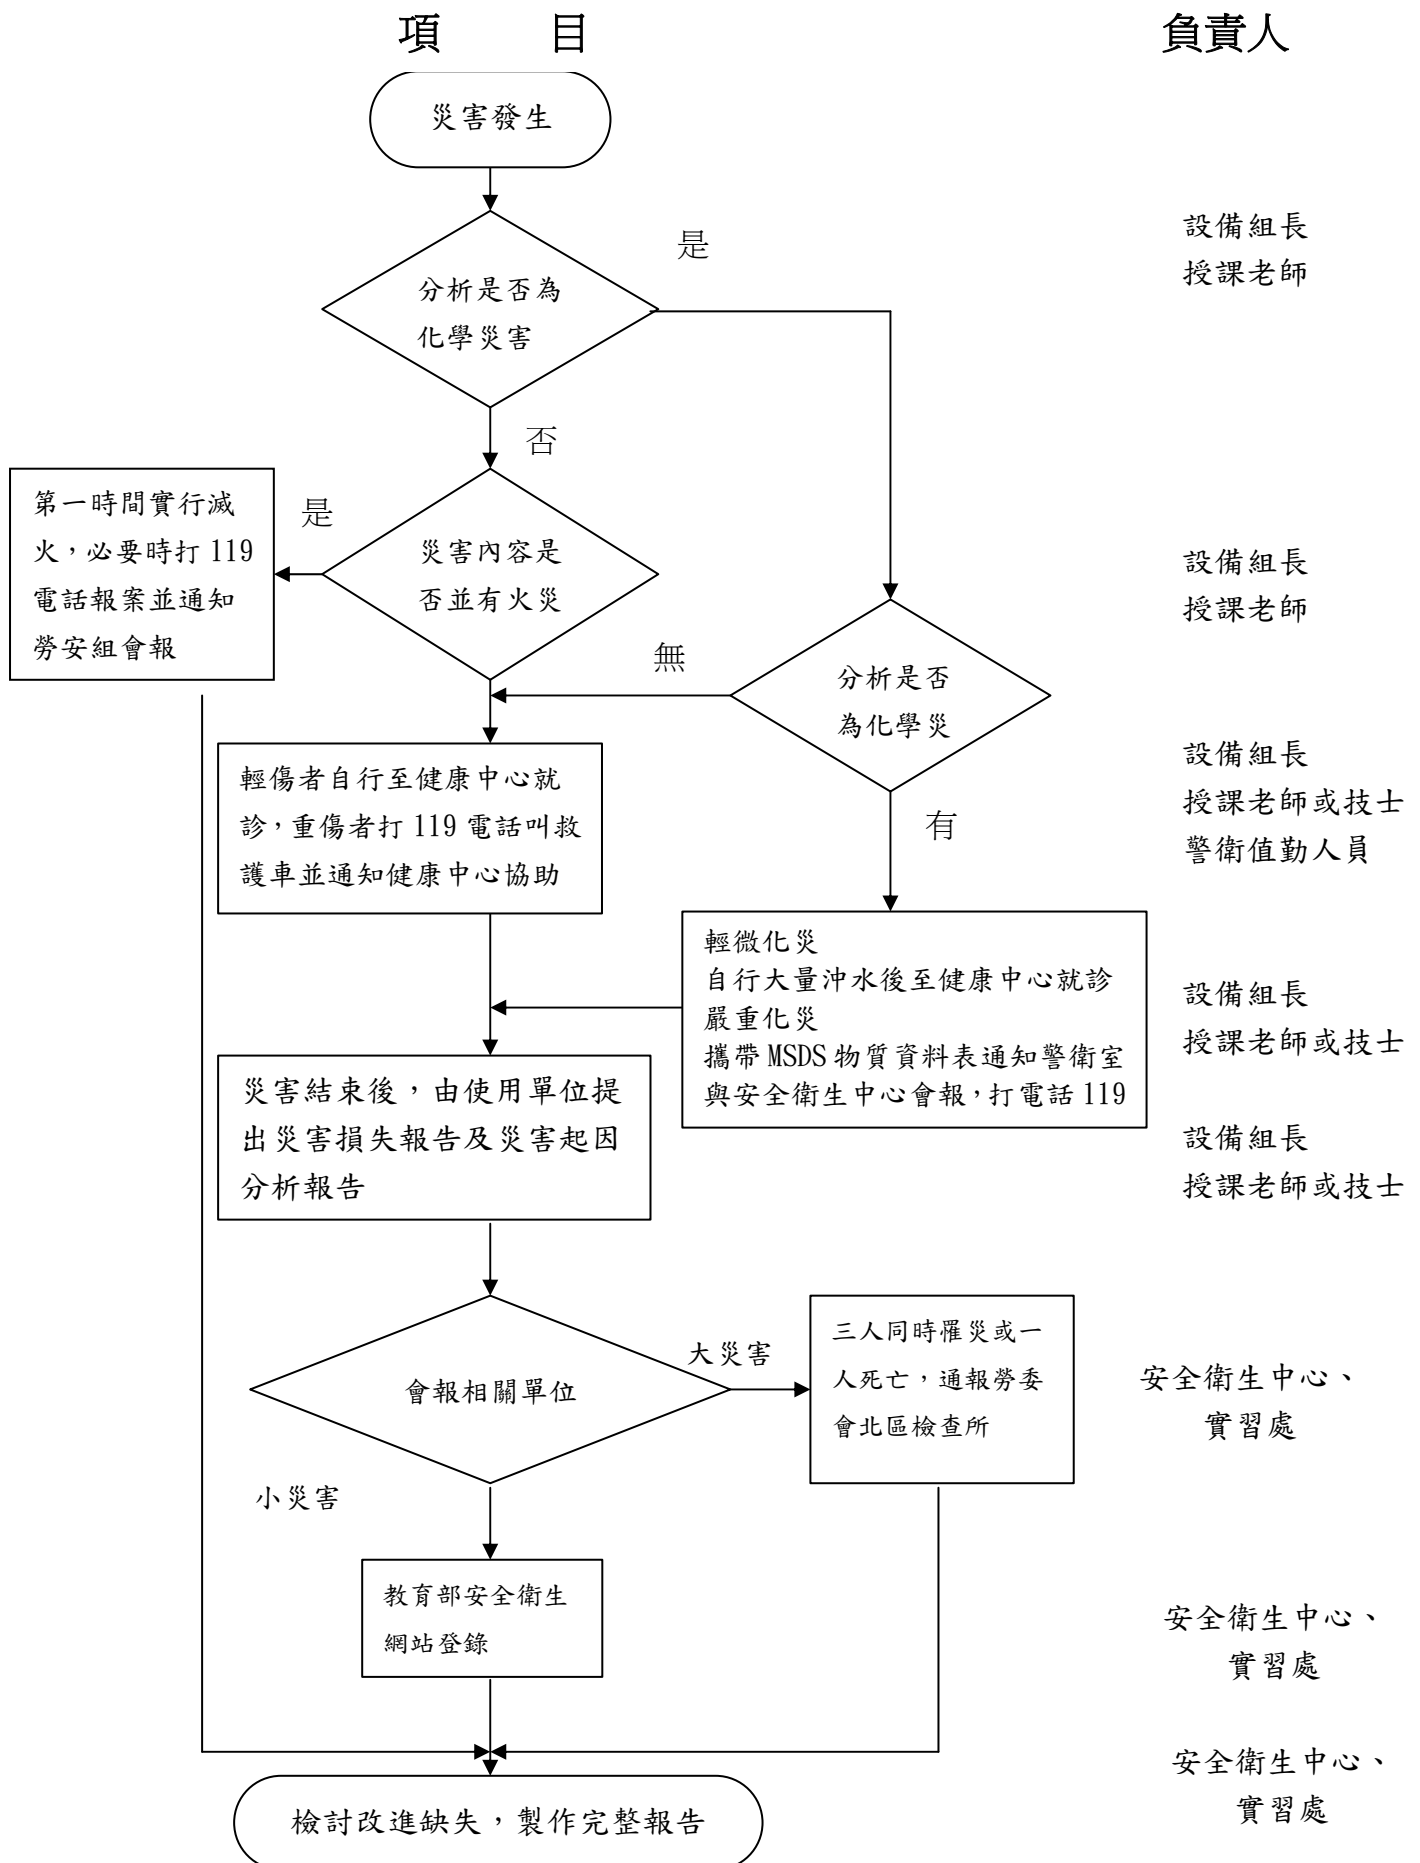 項 目
負責人
災害發生
是
設備組長
授課老師
分析是否為
化學災害
否
第一時間實行滅
火，必要時打 119
電話報案並通知
勞安組會報
是
災害內容是
否並有火災
設備組長
授課老師
無
分析是否
為化學災
設備組長
授課老師或技士
警衛值勤人員
輕傷者自行至健康中心就
診，重傷者打 119 電話叫救
護車並通知健康中心協助
有
輕微化災
自行大量沖水後至健康中心就診
嚴重化災
攜帶 MSDS 物質資料表通知警衛室
與安全衛生中心會報，打電話 119
設備組長
授課老師或技士
災害結束後，由使用單位提
出災害損失報告及災害起因
分析報告
設備組長
授課老師或技士
會報相關單位
大災害
三人同時罹災或一
人死亡，通報勞委
會北區檢查所
安全衛生中心、
實習處
小災害
教育部安全衛生
網站登錄
安全衛生中心、
實習處
檢討改進缺失，製作完整報告
安全衛生中心、
實習處